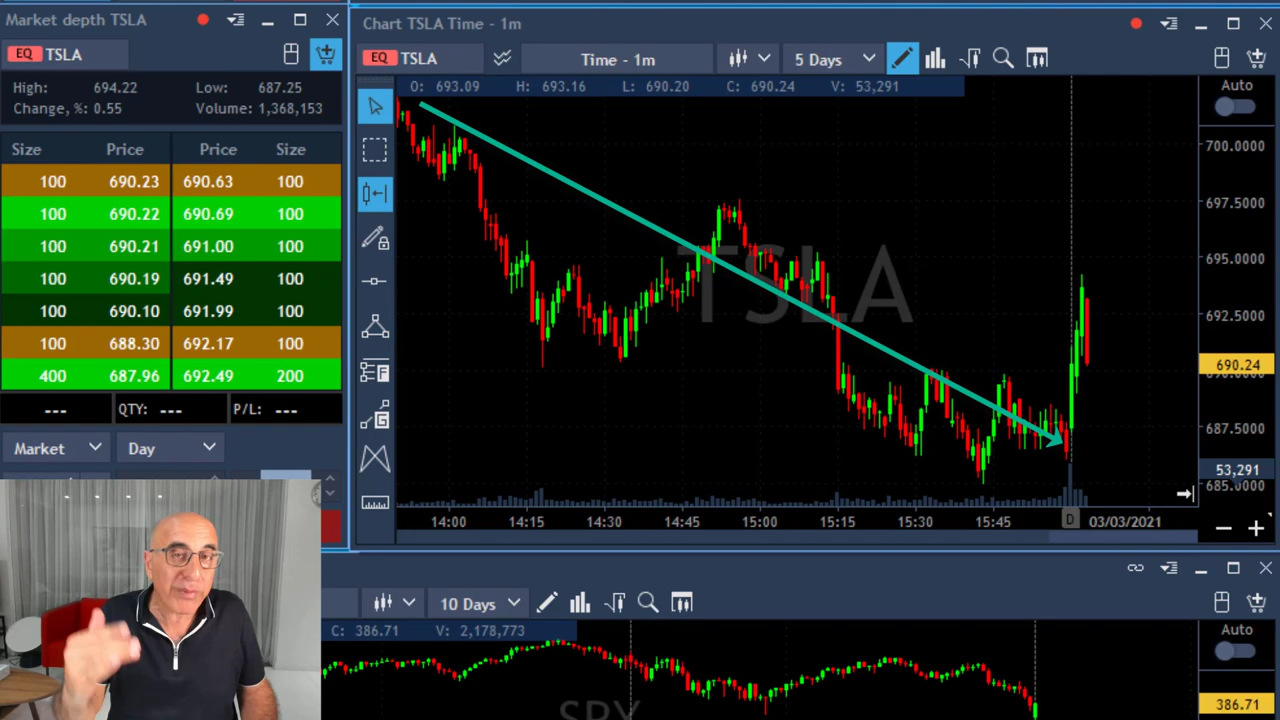 Market depth TSLA
EQ TSLA
High: 694.22 Low: 687.25
Change, %: 0.55 Volume: 1,368,153
Size Price Price Size
100 690.23 690.63 100
100 690.22 690.69 100
100 690.21 691.00 100
100 690.19 691.49 100
100 690.10 691.99 100
100 688.30 692.17 100
400 687.96 692.49 200
--- QTY: --- P/L: ---
Market Day
Chart TSLA Time - 1m
EQ TSLA Time - 1m 5 Days
O: 693.09 H: 693.16 L: 690.20 C: 690.24 V: 53,291
Auto
F
G
TSLA
700.0000
697.5000
695.0000
692.5000
690.24
687.5000
53,291
685.0000
14:00 14:15 14:30 14:45 15:00 15:15 15:30 15:45 D 03/03/2021
10 Days
C: 386.71 V: 2,178,773
Auto
SPY
386.71